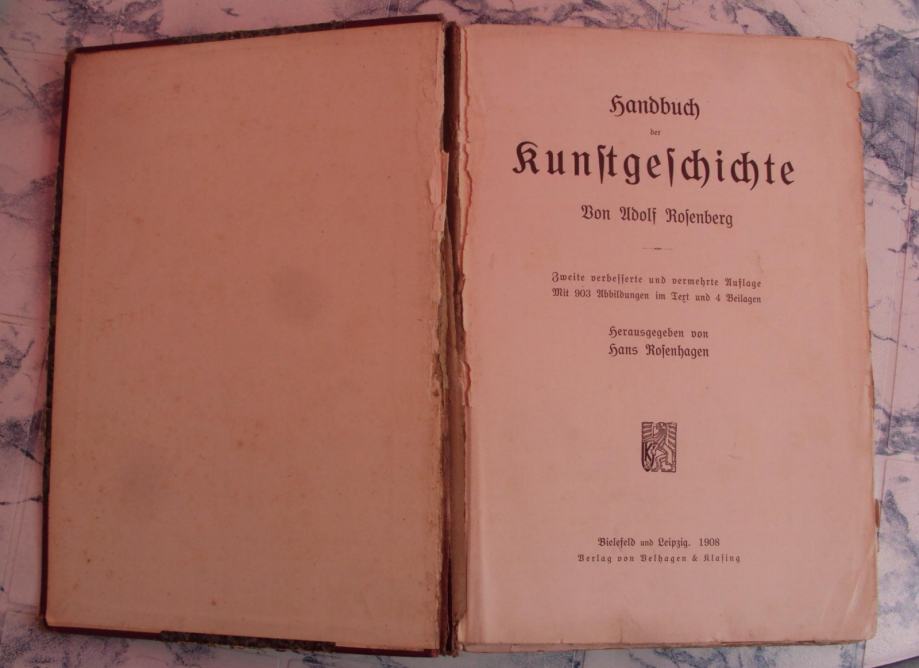 Handbuch
der
Kunstgeschichte
Von Adolf Rosenberg
Zweite verbesserte und vermehrte Auflage
Mit 903 Abbildungen im Text und 4 Beilagen
Herausgegeben von
Hans Rosenhagen
Bielefeld und Leipzig. 1908
Verlag von Velhagen & Klasing